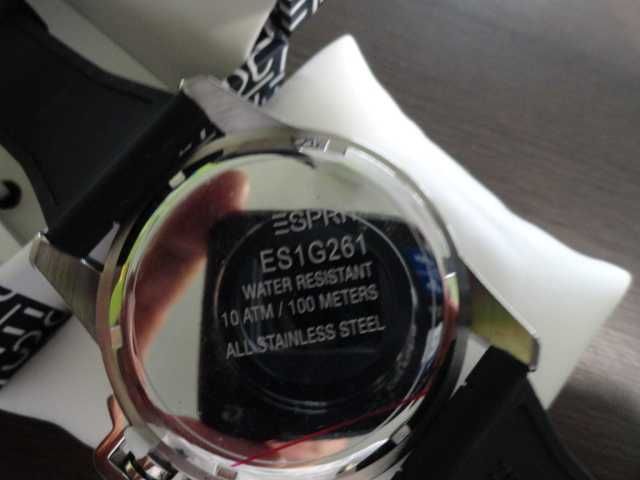 ESPRIT
ES1G261
WATER RESISTANT
10 ATM / 100 METERS
ALL STAINLESS STEEL